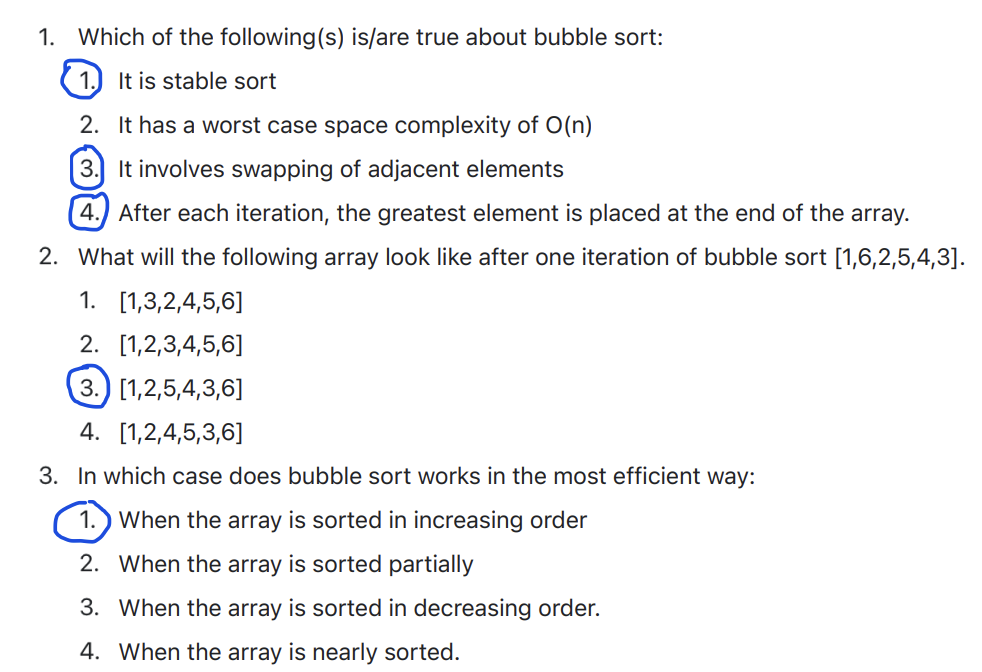 1. Which of the following(s) is/are true about bubble sort:
1. It is stable sort
2. It has a worst case space complexity of O(n)
3. It involves swapping of adjacent elements
4. After each iteration, the greatest element is placed at the end of the array.
2. What will the following array look like after one iteration of bubble sort [1,6,2,5,4,3].
1. [1,3,2,4,5,6]
2. [1,2,3,4,5,6]
3. [1,2,5,4,3,6]
4. [1,2,4,5,3,6]
3. In which case does bubble sort works in the most efficient way:
1. When the array is sorted in increasing order
2. When the array is sorted partially
3. When the array is sorted in decreasing order.
4. When the array is nearly sorted.